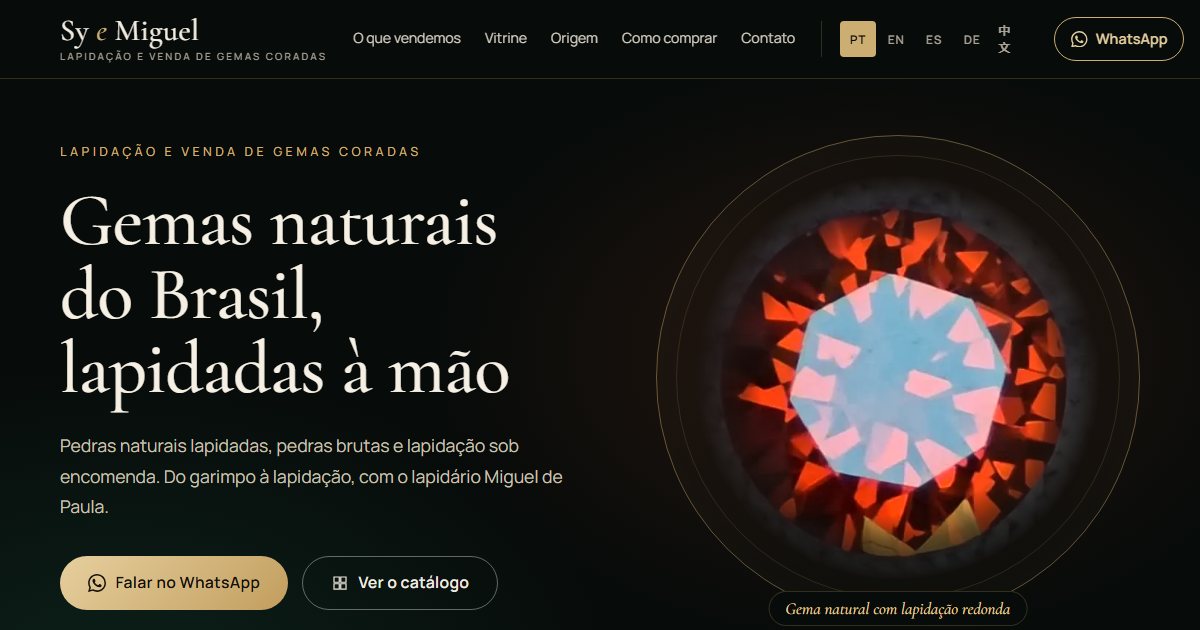 Sy e Miguel
LAPIDAÇÃO E VENDA DE GEMAS CORADAS
O que vendemos
Vitrine
Origem
Como comprar
Contato
PT
EN
ES
DE
中
文
WhatsApp
LAPIDAÇÃO E VENDA DE GEMAS CORADAS
Gemas naturais
do Brasil,
lapidadas à mão
Pedras naturais lapidadas, pedras brutas e lapidação sob
encomenda. Do garimpo à lapidação, com o lapidário Miguel de
Paula.
Falar no WhatsApp
Ver o catálogo
Gema natural com lapidação redonda